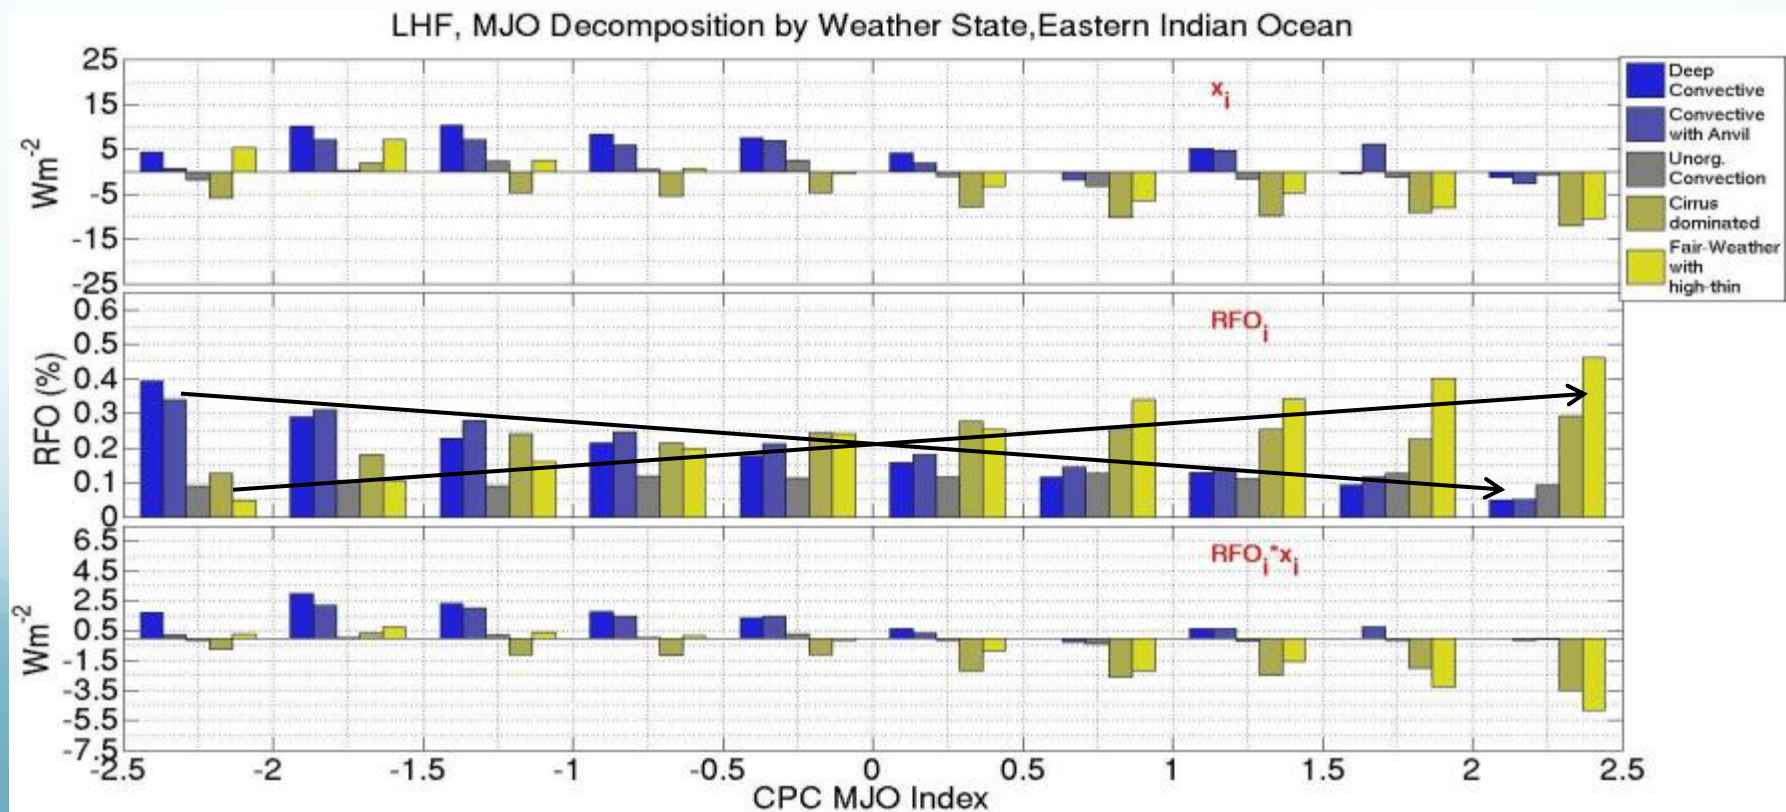 LHF, MJO Decomposition by Weather State,Eastern Indian Ocean
25
15
5
-5
-15
-25
Wm-2
xi
Deep
Convective
Convective
with Anvil
Unorg.
Convection
Cirrus
dominated
Fair-Weather
with
high-thin
0.6
0.5
0.4
0.3
0.2
0.1
0
RFO (%)
RFOi
6.5
4.5
2.5
0.5
-1.5
-3.5
-5.5
-7.5
Wm-2
RFOi*xi
-2.5 -2 -1.5 -1 -0.5 0 0.5 1 1.5 2 2.5
CPC MJO Index